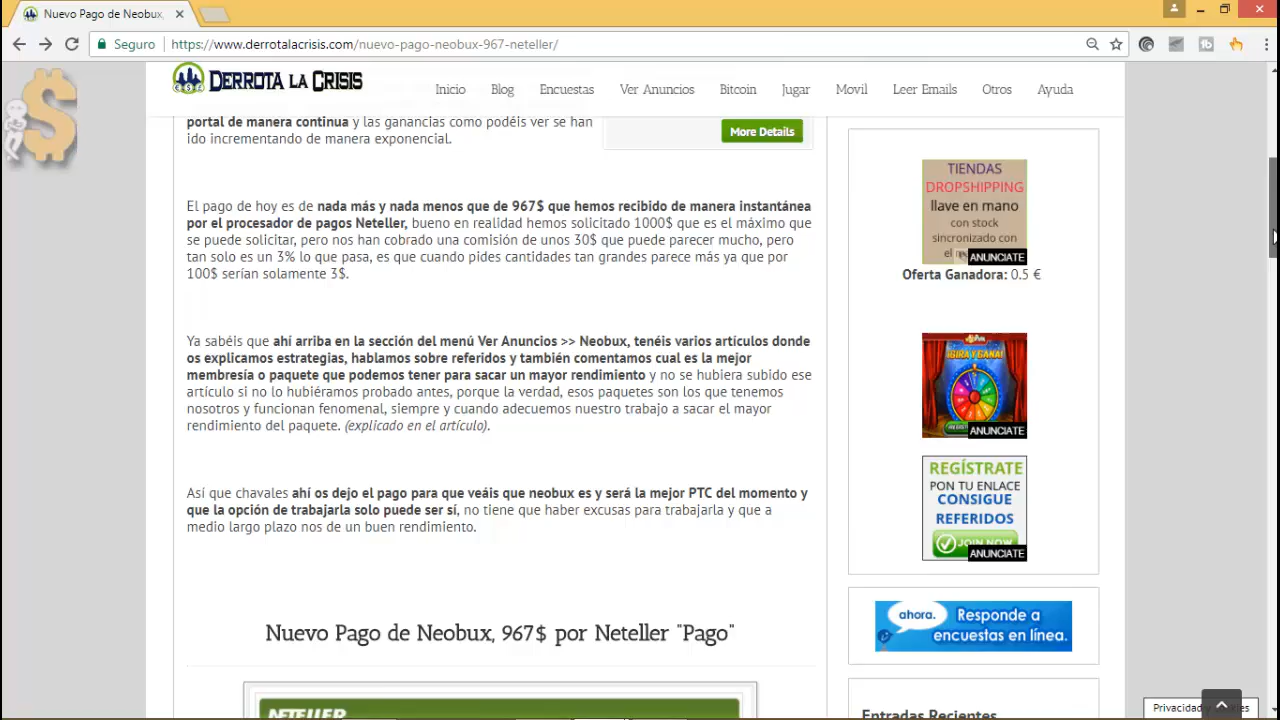 Nuevo Pago de Neobux,
Seguro
https://www.derrotalacrisis.com/nuevo-pago-neobux-967-neteller/
DERROTA LA CRISIS
Inicio
Blog
Encuestas
Ver Anuncios
Bitcoin
Jugar
Movil
Leer Emails
Otros
Ayuda
portal de manera continua y las ganancias como podéis ver se han
ido incrementando de manera exponencial.
More Details
El pago de hoy es de nada más y nada menos que de 967$ que hemos recibido de manera instantánea
por el procesador de pagos Neteller, bueno en realidad hemos solicitado 1000$ que es el máximo que
se puede solicitar, pero nos han cobrado una comisión de unos 30$ que puede parecer mucho, pero
tan solo es un 3% lo que pasa, es que cuando pides cantidades tan grandes parece más ya que por
100$ serían solamente 3$.
Ya sabéis que ahí arriba en la sección del menú Ver Anuncios >> Neobux, tenéis varios artículos donde
os explicamos estrategias, hablamos sobre referidos y también comentamos cual es la mejor
membresía o paquete que podemos tener para sacar un mayor rendimiento y no se hubiera subido ese
artículo si no lo hubiéramos probado antes, porque la verdad, esos paquetes son los que tenemos
nosotros y funcionan fenomenal, siempre y cuando adecuemos nuestro trabajo a sacar el mayor
rendimiento del paquete. (explicado en el artículo).
Así que chavales ahí os dejo el pago para que veáis que neobux es y será la mejor PTC del momento y
que la opción de trabajarla solo puede ser sí, no tiene que haber excusas para trabajarla y que a
medio largo plazo nos de un buen rendimiento.
Nuevo Pago de Neobux, 967$ por Neteller "Pago"
NETELLER
TIENDAS
DROPSHIPPING
llave en mano
con stock
sincronizado con
el
ANUNCIATE
Oferta Ganadora: 0.5 €
¡GIRA Y GANA!
ANUNCIATE
REGÍSTRATE
PON TU ENLACE
CONSIGUE
REFERIDOS
JOIN NOW
ANUNCIATE
ahora.
Responde a
encuestas en línea.
Entradas Recientes
Privacidad y